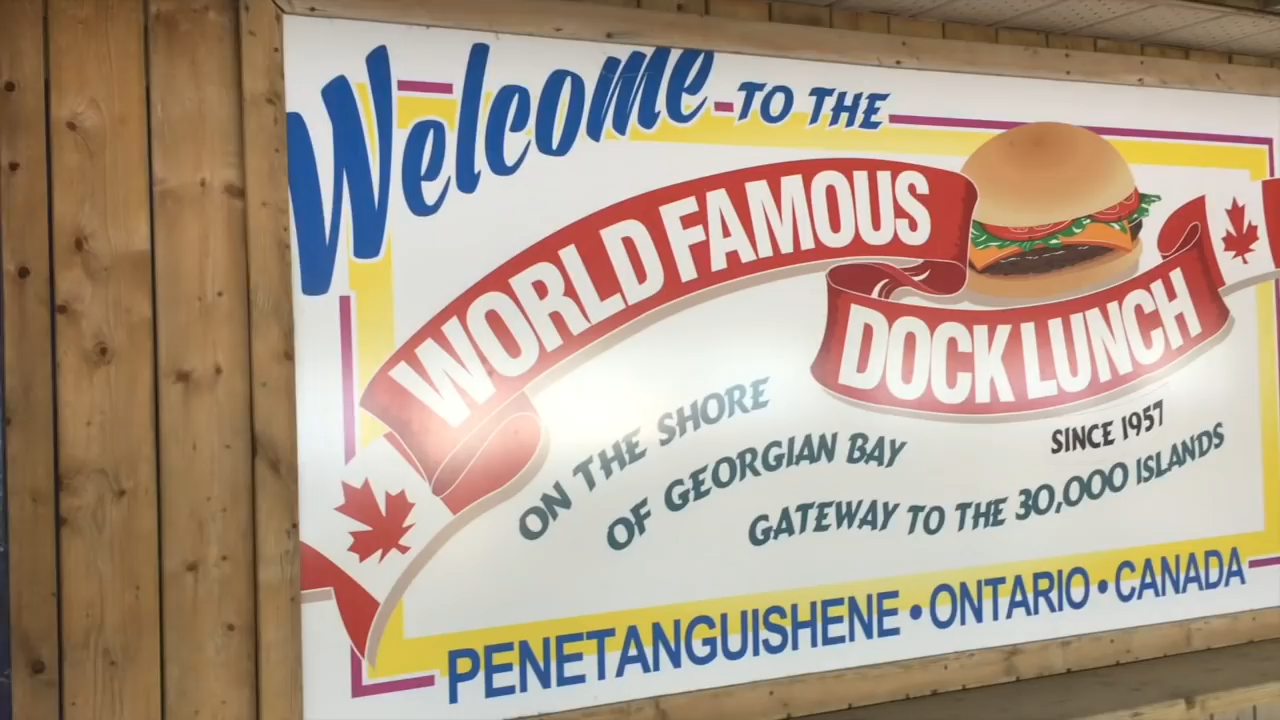 Welcome TO THE
WORLD FAMOUS
DOCK LUNCH
SINCE 1957
ON THE SHORE
OF GEORGIAN BAY
GATEWAY TO THE 30,000 ISLANDS
PENETANGUISHENE • ONTARIO • CANADA